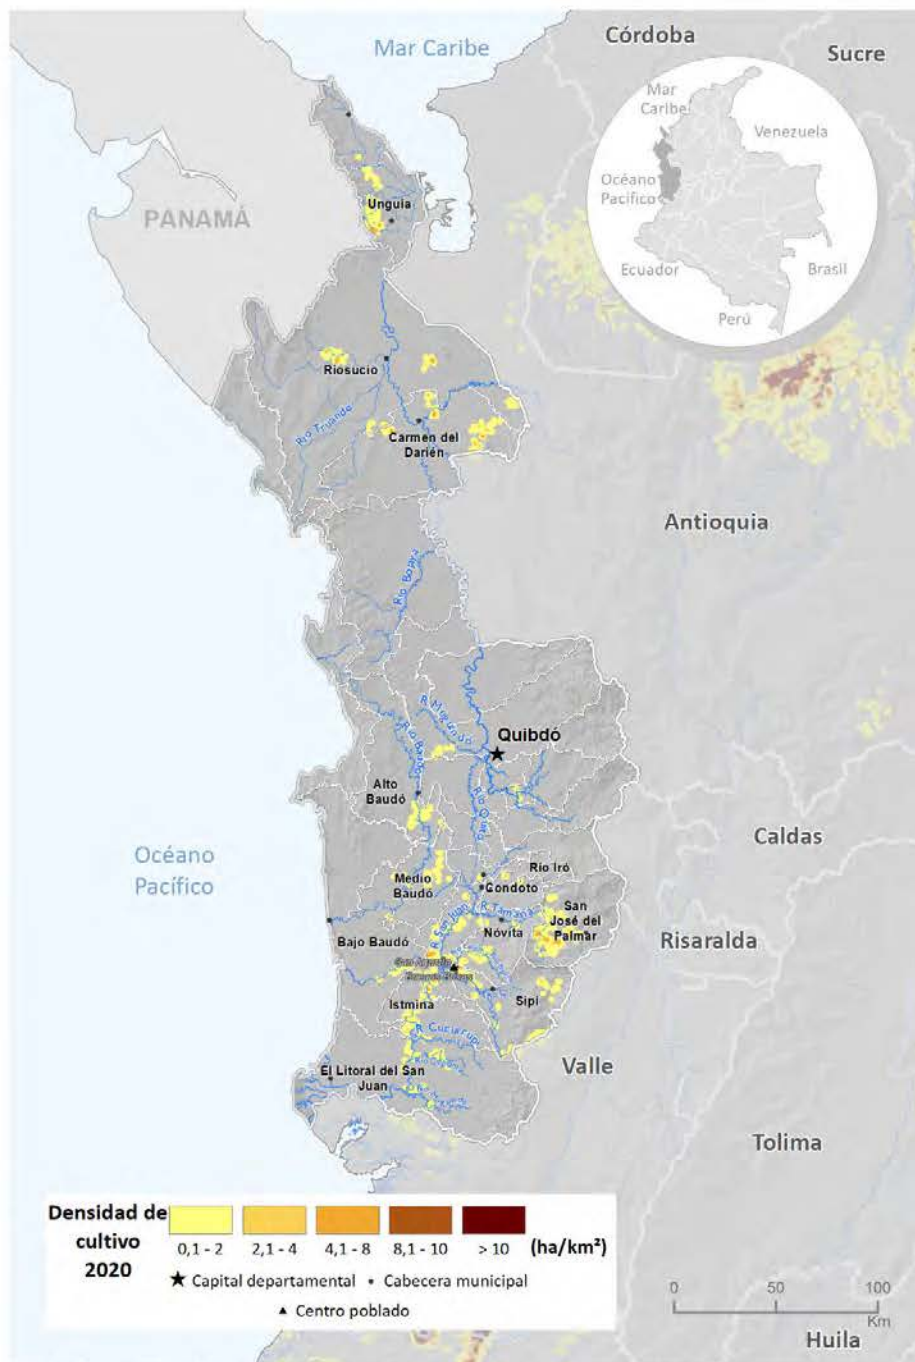 Mar Caribe
Córdoba
Sucre
Mar
Caribe
Venezuela
Océano
Pacífico
Ecuador
Brasil
Perú
PANAMÁ
Unguía
Riosucio
Río Truandó
Carmen del
Darién
Antioquia
Río Bojayá
Quibdó
Río Baudó
Alto
Baudó
Océano
Pacífico
Caldas
Río Iró
Medio
Baudó
Condoto
San
José del
Palmar
R. San Juan
R. Tamaná
Nóvita
Bajo Baudó
Risaralda
Sipí
Istmina
R. Cucurrupí
El Litoral del San
Juan
Valle
Tolima
Densidad de
cultivo
2020
0,1 - 2
2,1 - 4
4,1 - 8
8,1 - 10
> 10
(ha/km²)
Capital departamental
Cabecera municipal
Centro poblado
0
50
100
Km
Huila